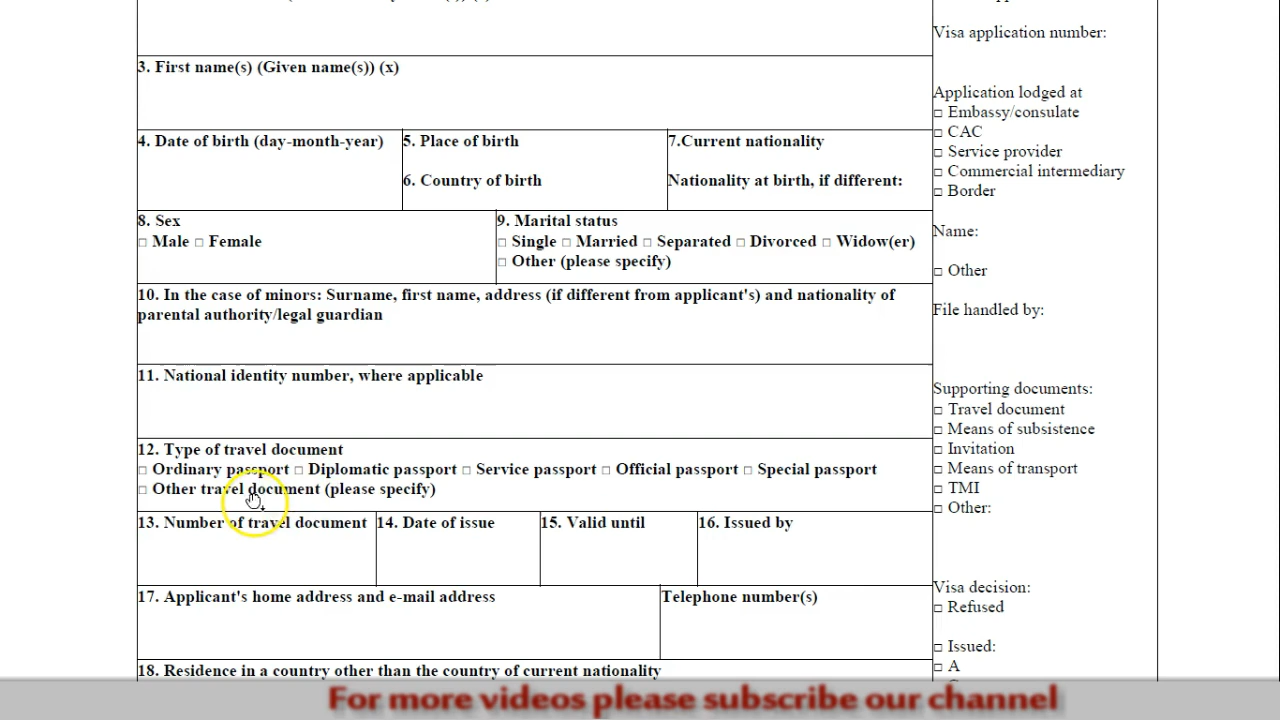 3. First name(s) (Given name(s)) (x)
4. Date of birth (day-month-year)
5. Place of birth
6. Country of birth
7.Current nationality
Nationality at birth, if different:
8. Sex
□ Male □ Female
9. Marital status
□ Single □ Married □ Separated □ Divorced □ Widow(er)
□ Other (please specify)
10. In the case of minors: Surname, first name, address (if different from applicant's) and nationality of
parental authority/legal guardian
11. National identity number, where applicable
12. Type of travel document
□ Ordinary passport □ Diplomatic passport □ Service passport □ Official passport □ Special passport
□ Other travel document (please specify)
13. Number of travel document
14. Date of issue
15. Valid until
16. Issued by
17. Applicant's home address and e-mail address
Telephone number(s)
18. Residence in a country other than the country of current nationality
Visa application number:
Application lodged at
□ Embassy/consulate
□ CAC
□ Service provider
□ Commercial intermediary
□ Border
Name:
□ Other
File handled by:
Supporting documents:
□ Travel document
□ Means of subsistence
□ Invitation
□ Means of transport
□ TMI
□ Other:
Visa decision:
□ Refused
□ Issued:
□ A
For more videos please subscribe our channel